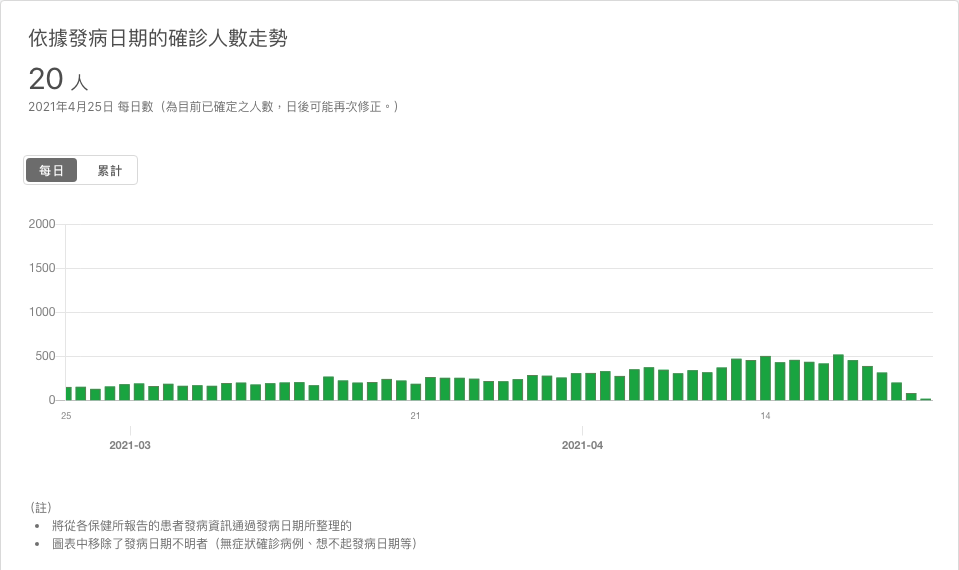 依據發病日期的確診人數走勢
20 人
2021年4月25日 每日數（為目前已確定之人數，日後可能再次修正。）
每日 累計
2000
1500
1000
500
0
25 21 14
2021-03 2021-04
（註）
• 將從各保健所報告的患者發病資訊通過發病日期所整理的
• 圖表中移除了發病日期不明者（無症狀確診病例、想不起發病日期等）